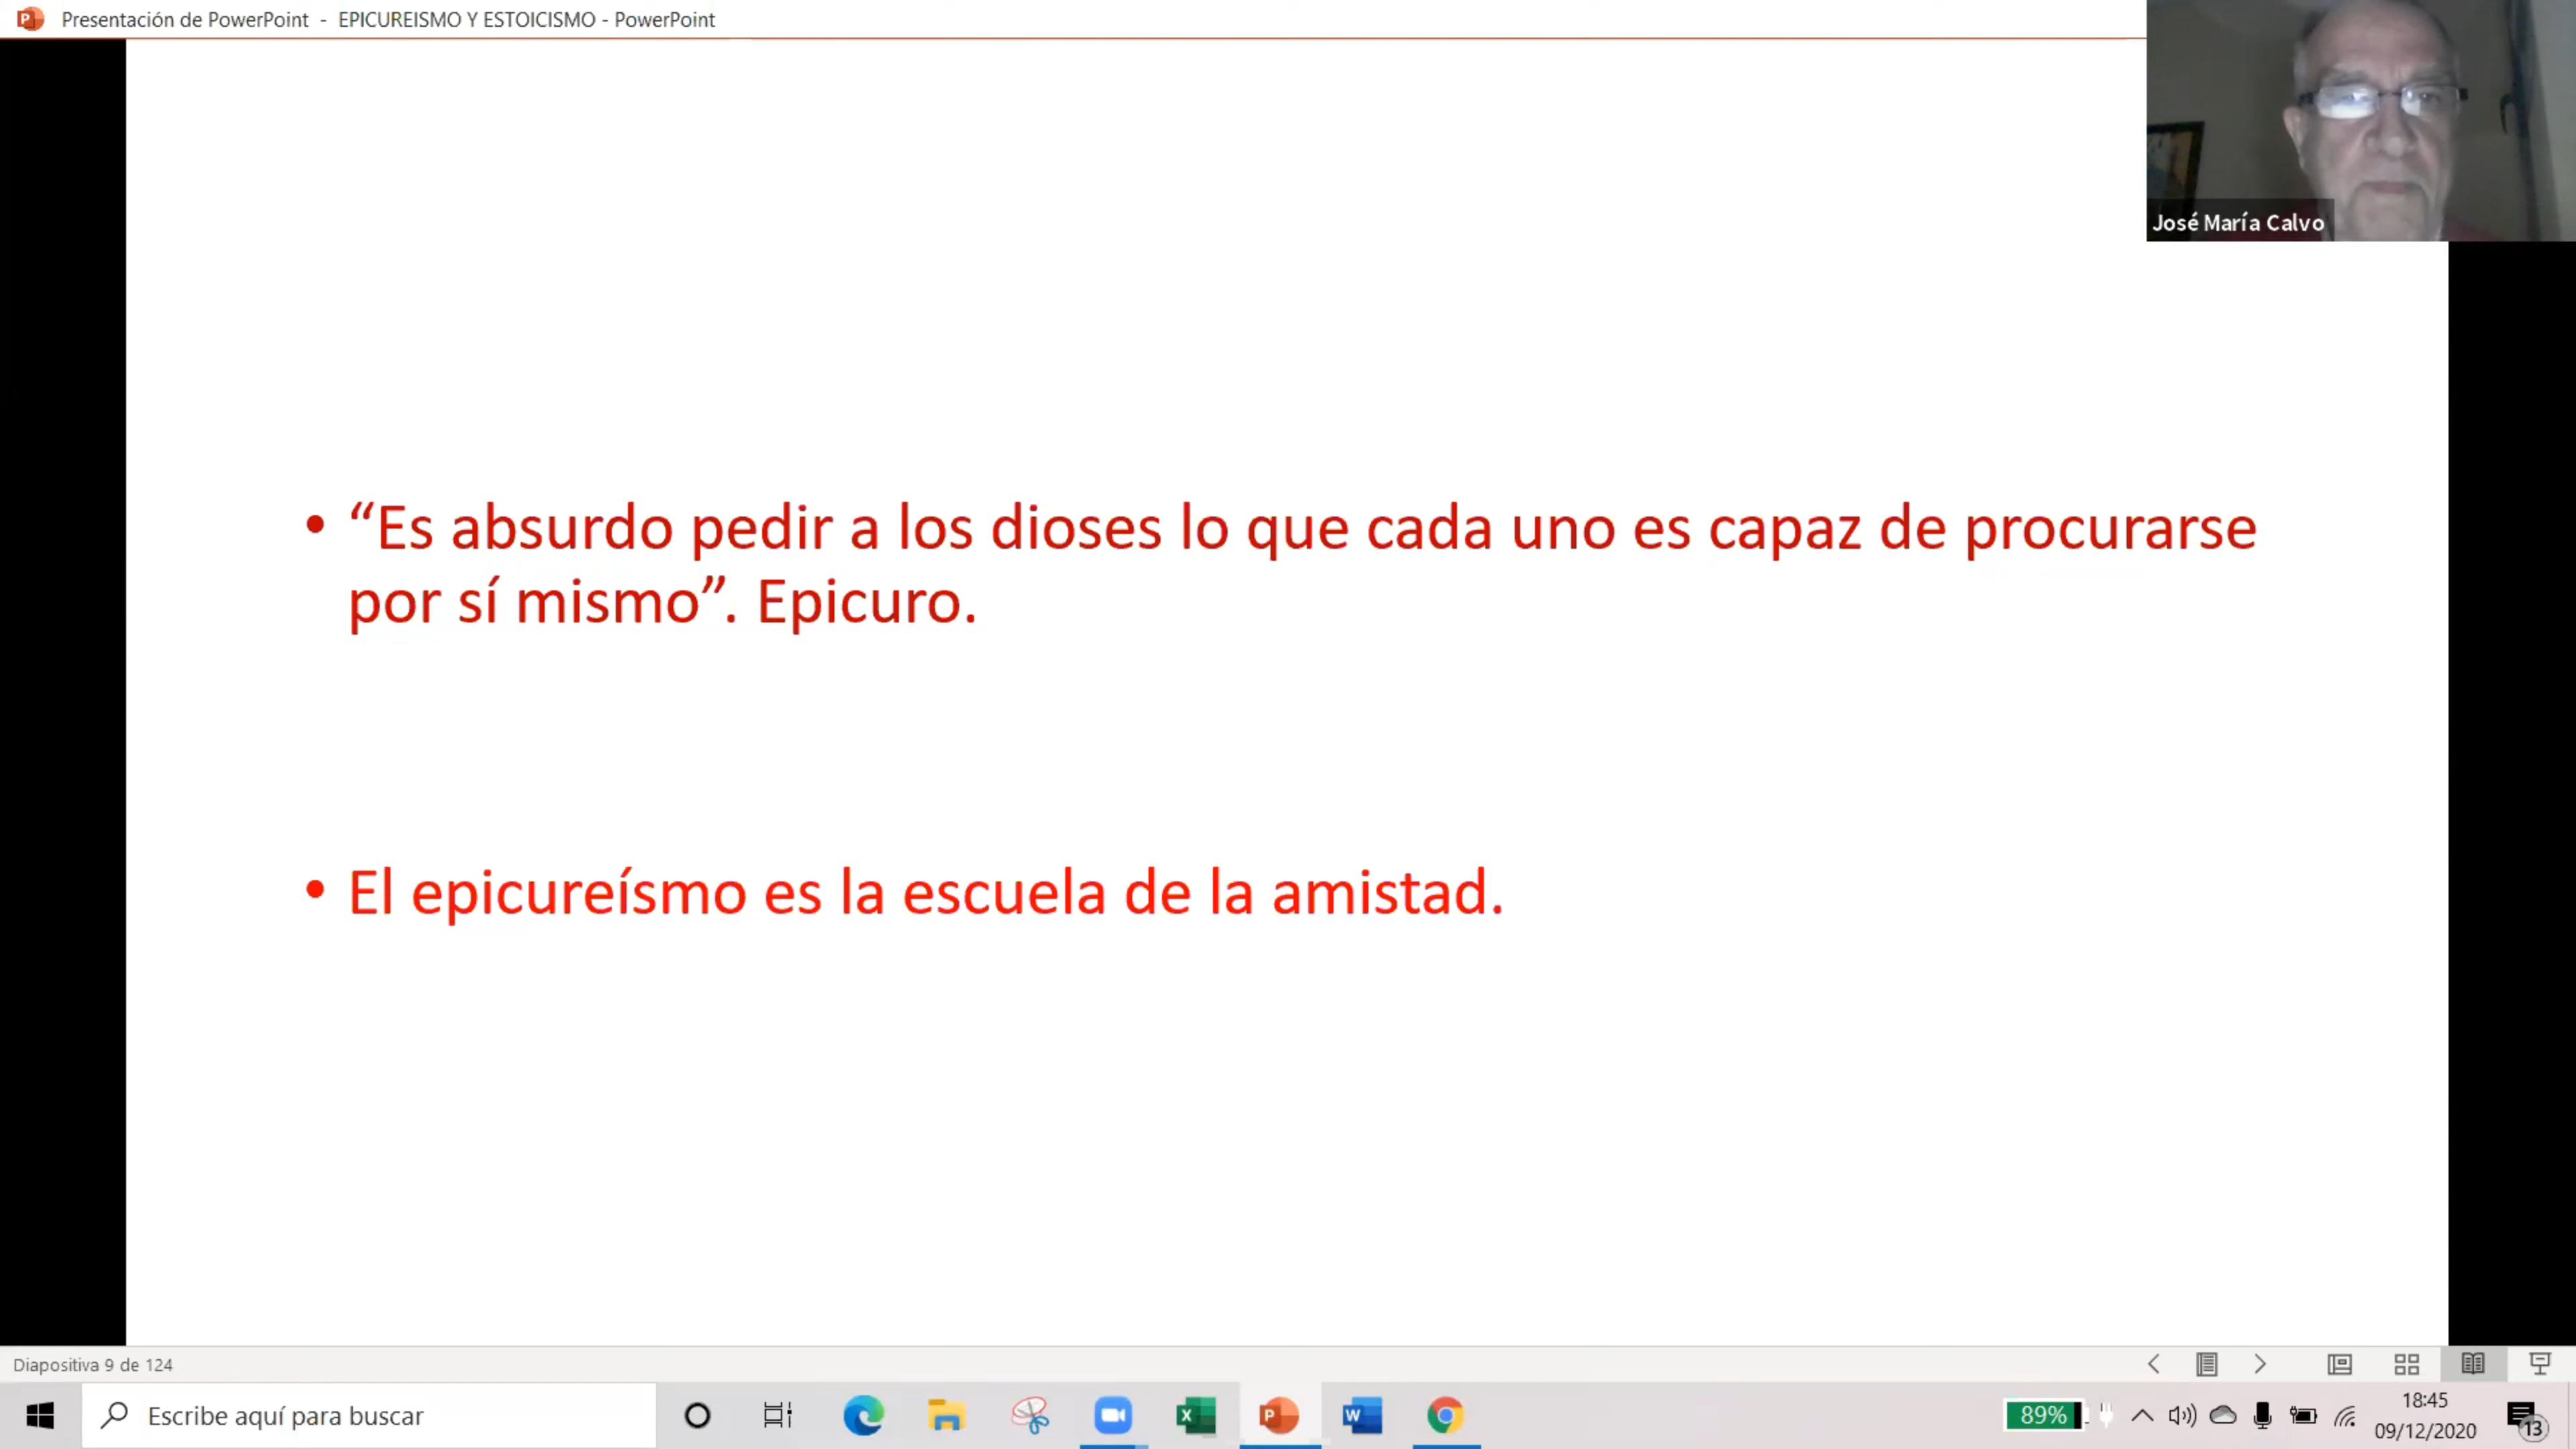 Presentación de PowerPoint - EPICUREISMO Y ESTOICISMO - PowerPoint
José María Calvo
• “Es absurdo pedir a los dioses lo que cada uno es capaz de procurarse
por sí mismo”. Epicuro.
• El epicureísmo es la escuela de la amistad.
Diapositiva 9 de 124
Escribe aquí para buscar
89%
18:45
09/12/2020
13